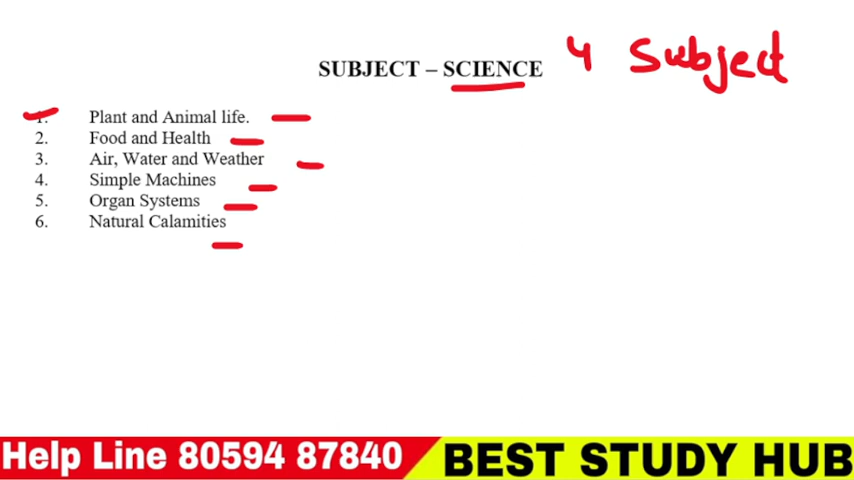 SUBJECT – SCIENCE 4 Subject
1. Plant and Animal life.
2. Food and Health
3. Air, Water and Weather
4. Simple Machines
5. Organ Systems
6. Natural Calamities
Help Line 80594 87840 BEST STUDY HUB